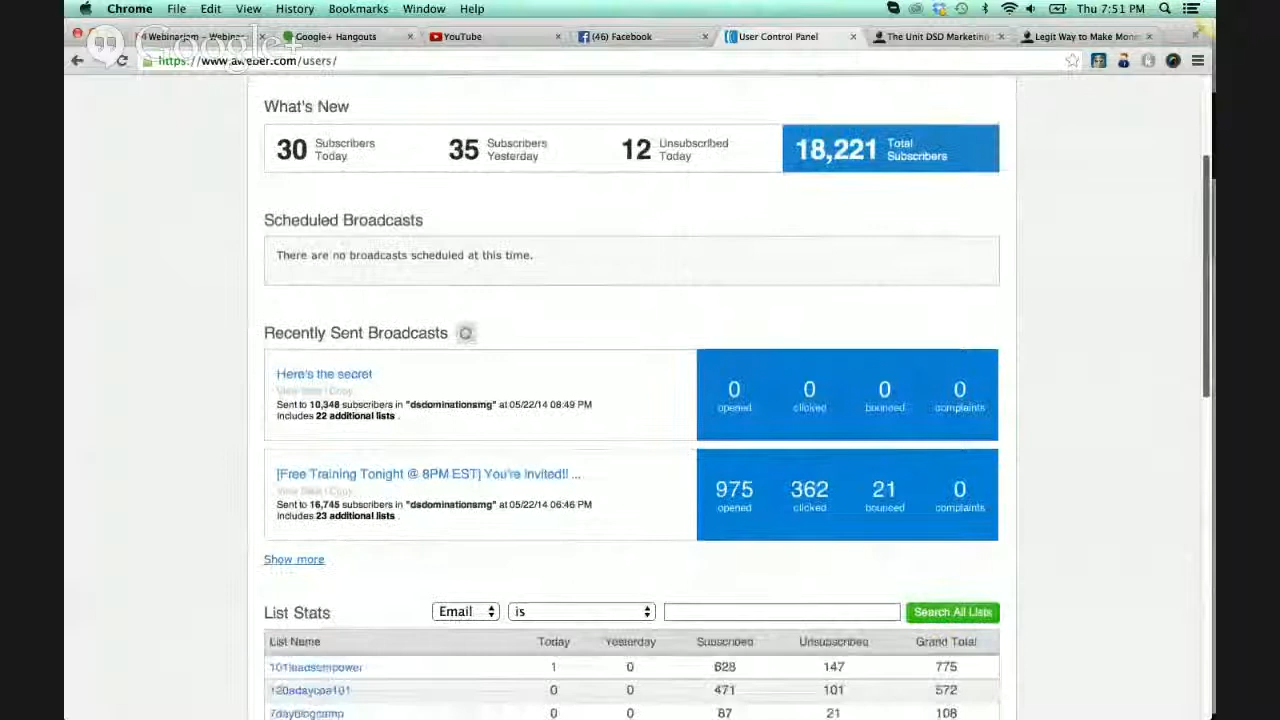 Chrome File Edit View History Bookmarks Window Help Thu 7:51 PM
Google+
Google+ Hangouts YouTube (46) Facebook User Control Panel The Unit DSD Marketin Legit Way to Make Mon
https://www.aweber.com/users/
What's New
30 Subscribers Today 35 Subscribers Yesterday 12 Unsubscribed Today 18,221 Total Subscribers
Scheduled Broadcasts
There are no broadcasts scheduled at this time.
Recently Sent Broadcasts
Here's the secret
Sent to 10,348 subscribers in "dsdominationsmg" at 05/22/14 08:49 PM
Includes 22 additional lists .
0 0 0 0
opened clicked bounced complaints
[Free Training Tonight @ 8PM EST] You're Invited!! ...
Sent to 16,745 subscribers in "dsdominationsmg" at 05/22/14 06:46 PM
Includes 23 additional lists .
975 362 21 0
opened clicked bounced complaints
Show more
List Stats Email is Search All Lists
List Name Today Yesterday Subscribed Unsubscribed Grand Total
101leadsempower 1 0 628 147 775
120adaycpa101 0 0 471 101 572
7dayblogcamp 0 0 87 21 108